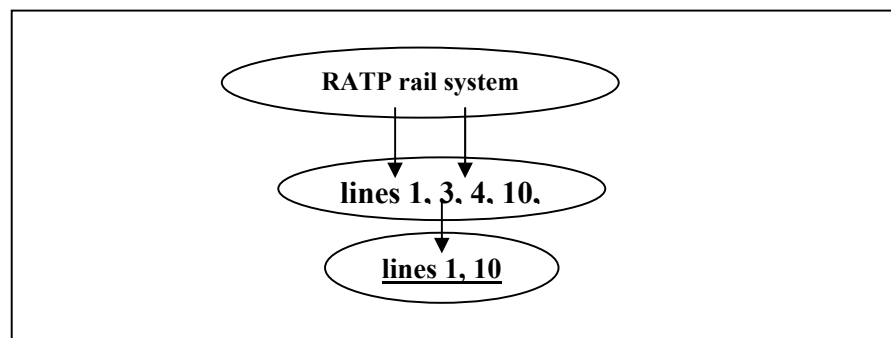 RATP rail system
lines 1, 3, 4, 10,
lines 1, 10